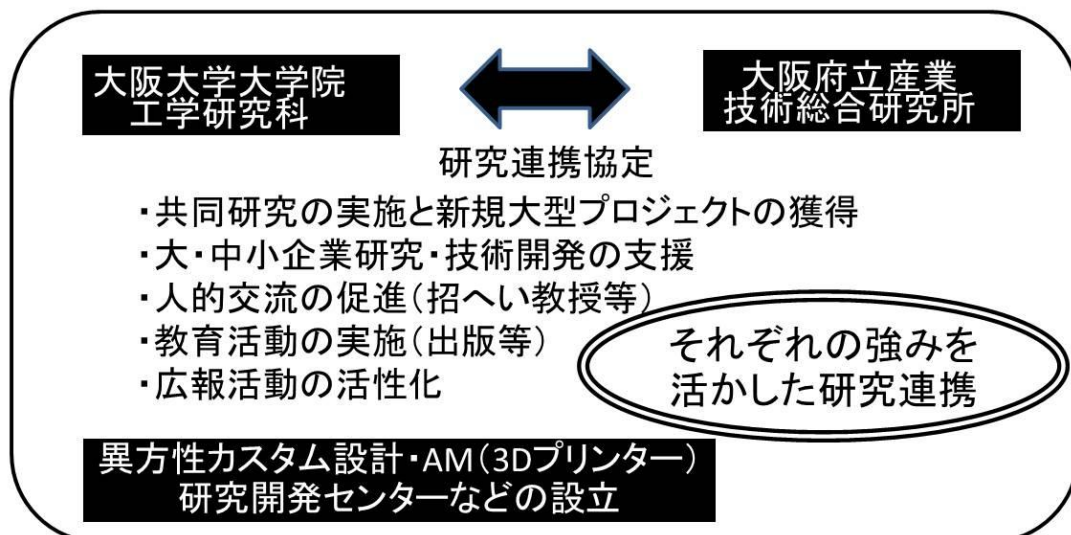 大阪大学大学院
工学研究科
大阪府立産業
技術総合研究所
研究連携協定
・共同研究の実施と新規大型プロジェクトの獲得
・大・中小企業研究・技術開発の支援
・人的交流の促進(招へい教授等)
・教育活動の実施(出版等)
・広報活動の活性化
それぞれの強みを
活かした研究連携
異方性カスタム設計・AM(3Dプリンター)
研究開発センターなどの設立